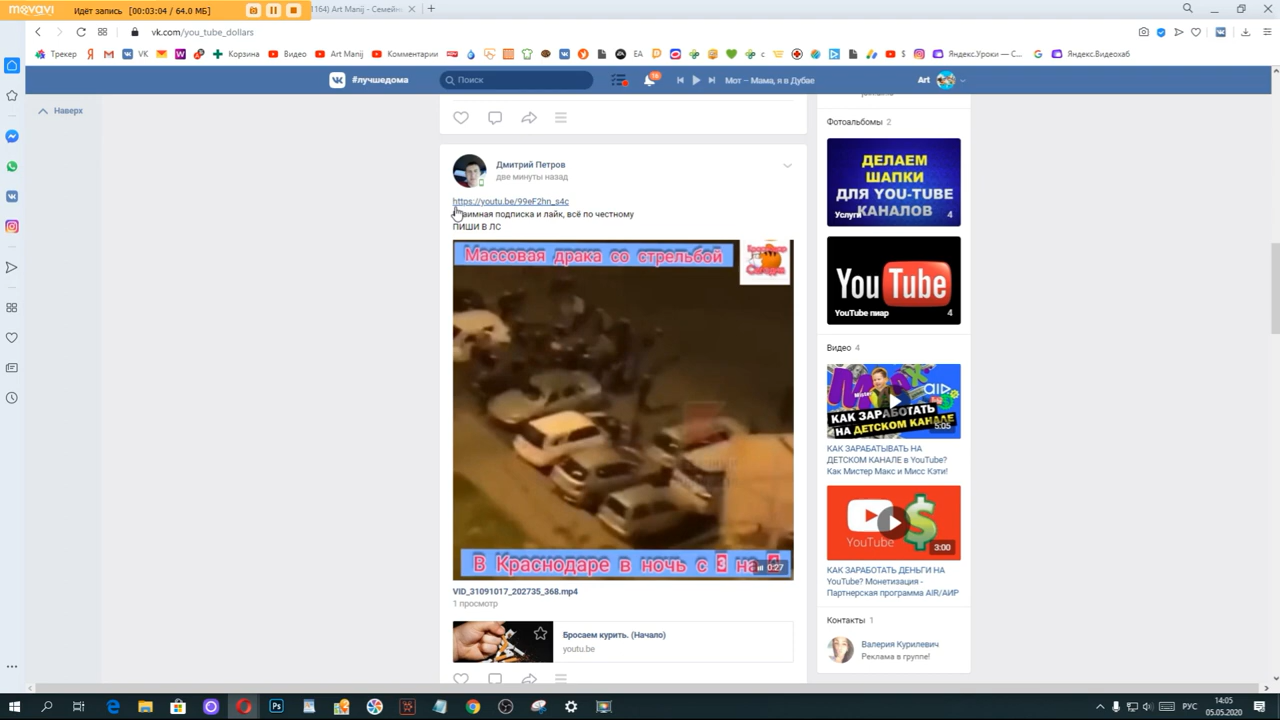 movavi Идёт запись [00:03:04 / 64.0 МБ]
1164) Art Manij - Семейн
vk.com/you_tube_dollars
Трекер
VK
Корзина
Видео
Art Manij
Комментарии
EA
с
$
Яндекс.Уроки — С...
Яндекс.Видеохаб
#лучшедома
Поиск
16
Мот – Мама, я в Дубае
Art
Наверх
Дмитрий Петров
две минуты назад
https://youtu.be/99eF2hn_s4c
аимная подписка и лайк, всё по честному
ПИШИ В ЛС
Массовая драка со стрельбой
В Краснодаре в ночь с 3 на
0:27
VID_31091017_202735_368.mp4
1 просмотр
Бросаем курить. (Начало)
youtu.be
Фотоальбомы 2
ДЕЛАЕМ
ШАПКИ
ДЛЯ YOU-TUBE
КАНАЛОВ
Услуги 4
YouTube
YouTube пиар 4
Видео 4
КАК ЗАРАБОТАТЬ
НА ДЕТСКОМ КАНАЛЕ
5:05
КАК ЗАРАБАТЫВАТЬ НА
ДЕТСКОМ КАНАЛЕ в YouTube?
Как Мистер Макс и Мисс Кэти!
YouTube
3:00
КАК ЗАРАБОТАТЬ ДЕНЬГИ НА
YouTube? Монетизация -
Партнерская программа AIR/АИР
Контакты 1
Валерия Курилевич
Реклама в группе!
РУС
14:05
05.05.2020